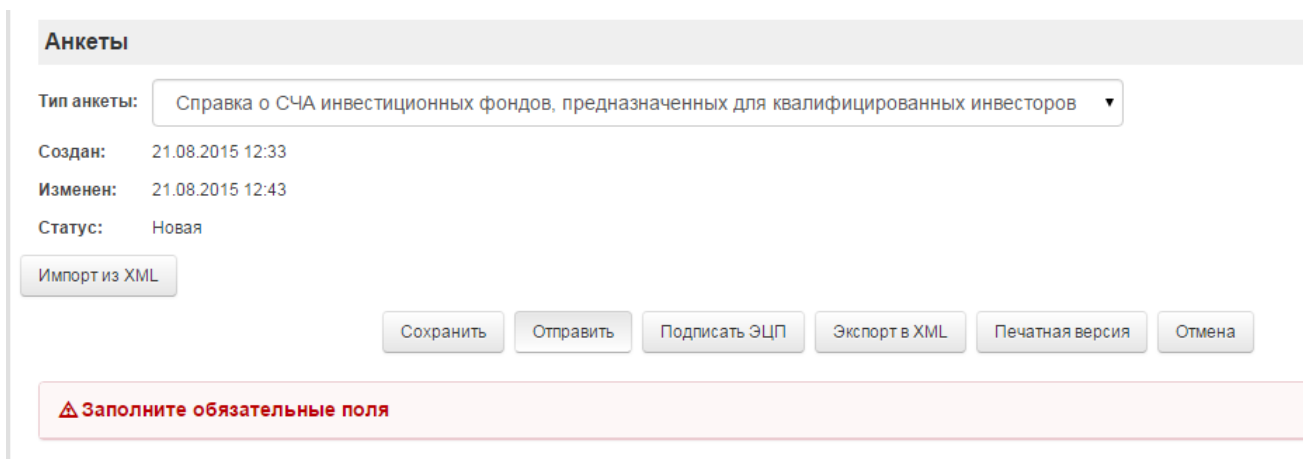 Анкеты
Тип анкеты: Справка о СЧА инвестиционных фондов, предназначенных для квалифицированных инвесторов
Создан: 21.08.2015 12:33
Изменен: 21.08.2015 12:43
Статус: Новая
Импорт из XML
Сохранить Отправить Подписать ЭЦП Экспорт в XML Печатная версия Отмена
Заполните обязательные поля